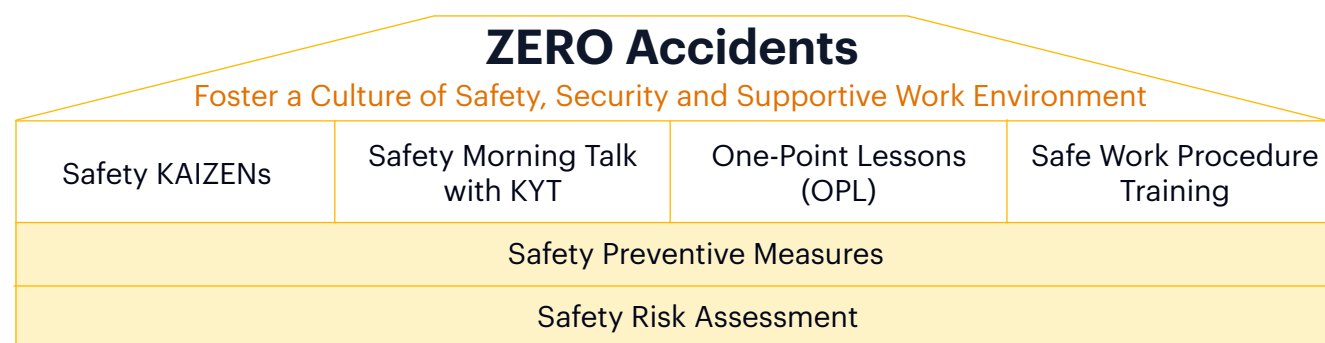 ZERO Accidents
Foster a Culture of Safety, Security and Supportive Work Environment
Safety KAIZENs
Safety Morning Talk
with KYT
One-Point Lessons
(OPL)
Safe Work Procedure
Training
Safety Preventive Measures
Safety Risk Assessment